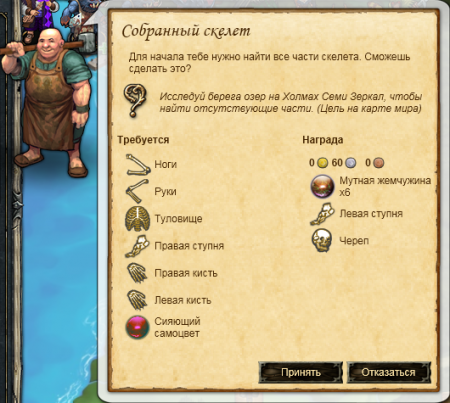 Собранный скелет
Для начала тебе нужно найти все части скелета. Сможешь
сделать это?
Исследуй берега озер на Холмах Семи Зеркал, чтобы
найти отсутствующие части. (Цель на карте мира)
Требуется
Ноги
Руки
Туловище
Правая ступня
Правая кисть
Левая кисть
Сияющий
самоцвет
Награда
0 60 0
Мутная жемчужина
x6
Левая ступня
Череп
Принять
Отказаться